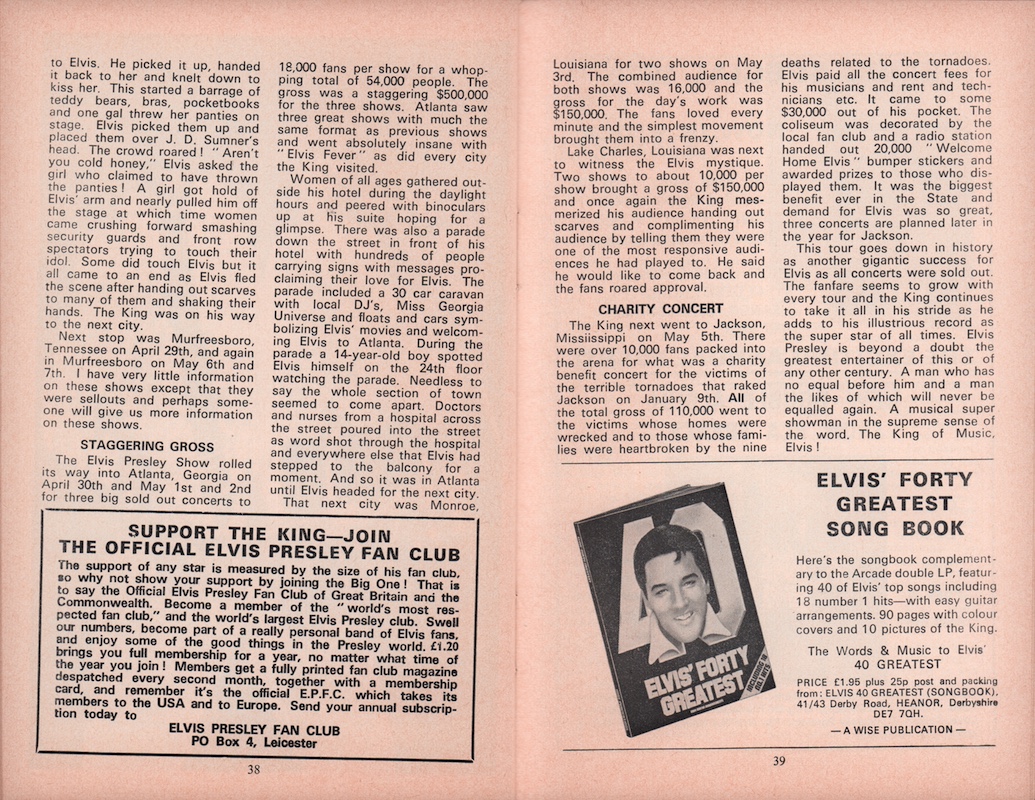 to Elvis. He picked it up, handed
it back to her and knelt down to
kiss her. This started a barrage of
teddy bears, bras, pocketbooks
and one gal threw her panties on
stage. Elvis picked them up and
placed them over J. D. Sumner's
head. The crowd roared! "Aren't
you cold honey," Elvis asked the
girl who claimed to have thrown
the panties! A girl got hold of
Elvis' arm and nearly pulled him off
the stage at which time women
came crushing forward smashing
security guards and front row
spectators trying to touch their
idol. Some did touch Elvis but it
all came to an end as Elvis fled
the scene after handing out scarves
to many of them and shaking their
hands. The King was on his way
to the next city.
Next stop was Murfreesboro,
Tennessee on April 29th, and again
in Murfreesboro on May 6th and
7th. I have very little information
on these shows except that they
were sellouts and perhaps some-
one will give us more information
on these shows.
STAGGERING GROSS
The Elvis Presley Show rolled
its way into Atlanta, Georgia on
April 30th and May 1st and 2nd
for three big sold out concerts to
18,000 fans per show for a whop-
ping total of 54,000 people. The
gross was a staggering $500,000
for the three shows. Atlanta saw
three great shows with much the
same format as previous shows
and went absolutely insane with
"Elvis Fever" as did every city
the King visited.
Women of all ages gathered out-
side his hotel during the daylight
hours and peered with binoculars
up at his suite hoping for a
glimpse. There was also a parade
down the street in front of his
hotel with hundreds of people
carrying signs with messages pro-
claiming their love for Elvis. The
parade included a 30 car caravan
with local DJ's, Miss Georgia
Universe and floats and cars sym-
bolizing Elvis' movies and welcom-
ing Elvis to Atlanta. During the
parade a 14-year-old boy spotted
Elvis himself on the 24th floor
watching the parade. Needless to
say the whole section of town
seemed to come apart. Doctors
and nurses from a hospital across
the street poured into the street
as word shot through the hospital
and everywhere else that Elvis had
stepped to the balcony for a
moment. And so it was in Atlanta
until Elvis headed for the next city.
That next city was Monroe,
SUPPORT THE KING—JOIN
THE OFFICIAL ELVIS PRESLEY FAN CLUB
The support of any star is measured by the size of his fan club,
so why not show your support by joining the Big One! That is
to say the Official Elvis Presley Fan Club of Great Britain and the
Commonwealth. Become a member of the "world's most res-
pected fan club," and the world's largest Elvis Presley club. Swell
our numbers, become part of a really personal band of Elvis fans,
and enjoy some of the good things in the Presley world. £1.20
brings you full membership for a year, no matter what time of
the year you join! Members get a fully printed fan club magazine
despatched every second month, together with a membership
card, and remember it's the official E.P.F.C. which takes its
members to the USA and to Europe. Send your annual subscrip-
tion today to
ELVIS PRESLEY FAN CLUB
PO Box 4, Leicester
38
Louisiana for two shows on May
3rd. The combined audience for
both shows was 16,000 and the
gross for the day's work was
$150,000. The fans loved every
minute and the simplest movement
brought them into a frenzy.
Lake Charles, Louisiana was next
to witness the Elvis mystique.
Two shows to about 10,000 per
show brought a gross of $150,000
and once again the King mes-
merized his audience handing out
scarves and complimenting his
audience by telling them they were
one of the most responsive audi-
ences he had played to. He said
he would like to come back and
the fans roared approval.
CHARITY CONCERT
The King next went to Jackson,
Missiissippi on May 5th. There
were over 10,000 fans packed into
the arena for what was a charity
benefit concert for the victims of
the terrible tornadoes that raked
Jackson on January 9th. All of
the total gross of 110,000 went to
the victims whose homes were
wrecked and to those whose fami-
lies were heartbroken by the nine
deaths related to the tornadoes.
Elvis paid all the concert fees for
his musicians and rent and tech-
nicians etc. It came to some
$30,000 out of his pocket. The
coliseum was decorated by the
local fan club and a radio station
handed out 20,000 "Welcome
Home Elvis" bumper stickers and
awarded prizes to those who dis-
played them. It was the biggest
benefit ever in the State and
demand for Elvis was so great,
three concerts are planned later in
the year for Jackson.
This tour goes down in history
as another gigantic success for
Elvis as all concerts were sold out.
The fanfare seems to grow with
every tour and the King continues
to take it all in his stride as he
adds to his illustrious record as
the super star of all times. Elvis
Presley is beyond a doubt the
greatest entertainer of this or of
any other century. A man who has
no equal before him and a man
the likes of which will never be
equalled again. A musical super
showman in the supreme sense of
the word. The King of Music,
Elvis!
40
ELVIS' FORTY
GREATEST
INCLUDING 18
NO.1 HITS
ELVIS' FORTY
GREATEST
SONG BOOK
Here's the songbook complement-
ary to the Arcade double LP, featur-
ing 40 of Elvis' top songs including
18 number 1 hits—with easy guitar
arrangements. 90 pages with colour
covers and 10 pictures of the King.
The Words & Music to Elvis'
40 GREATEST
PRICE £1.95 plus 25p post and packing
from: ELVIS 40 GREATEST (SONGBOOK),
41/43 Derby Road, HEANOR, Derbyshire
DE7 7QH.
— A WISE PUBLICATION —
39